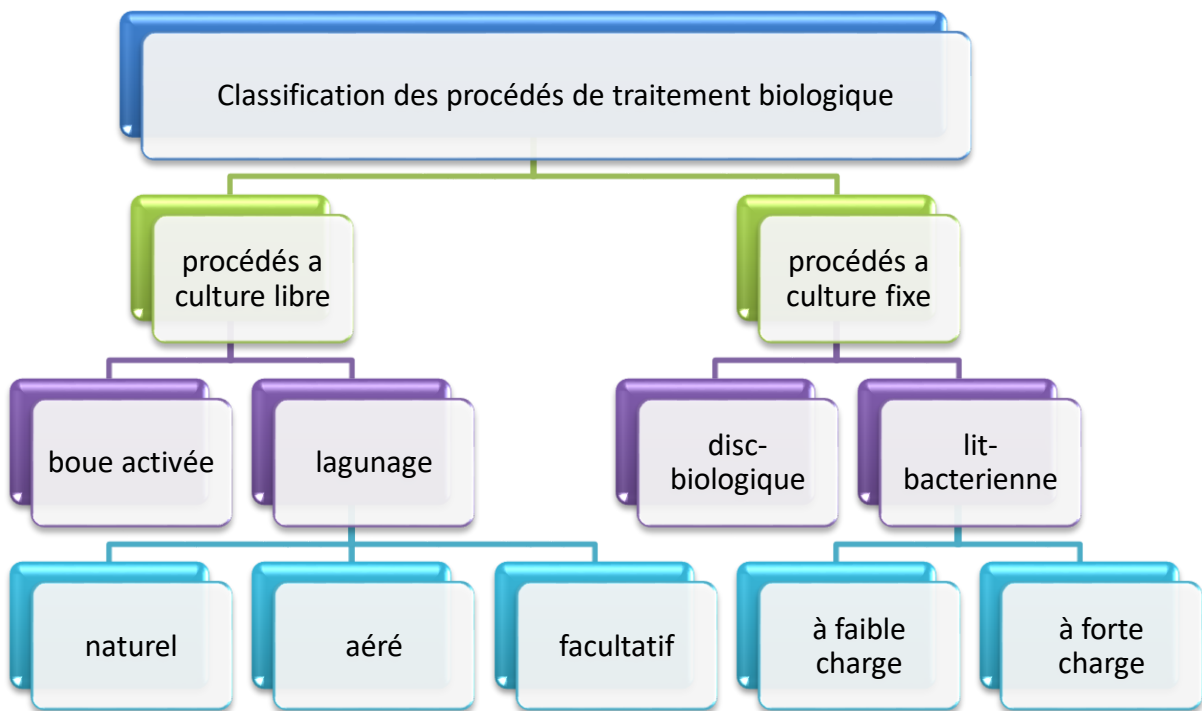 Classification des procédés de traitement biologique
procédés a
culture libre
procédés a
culture fixe
boue activée
lagunage
disc-
biologique
lit-
bacterienne
naturel
aéré
facultatif
à faible
charge
à forte
charge